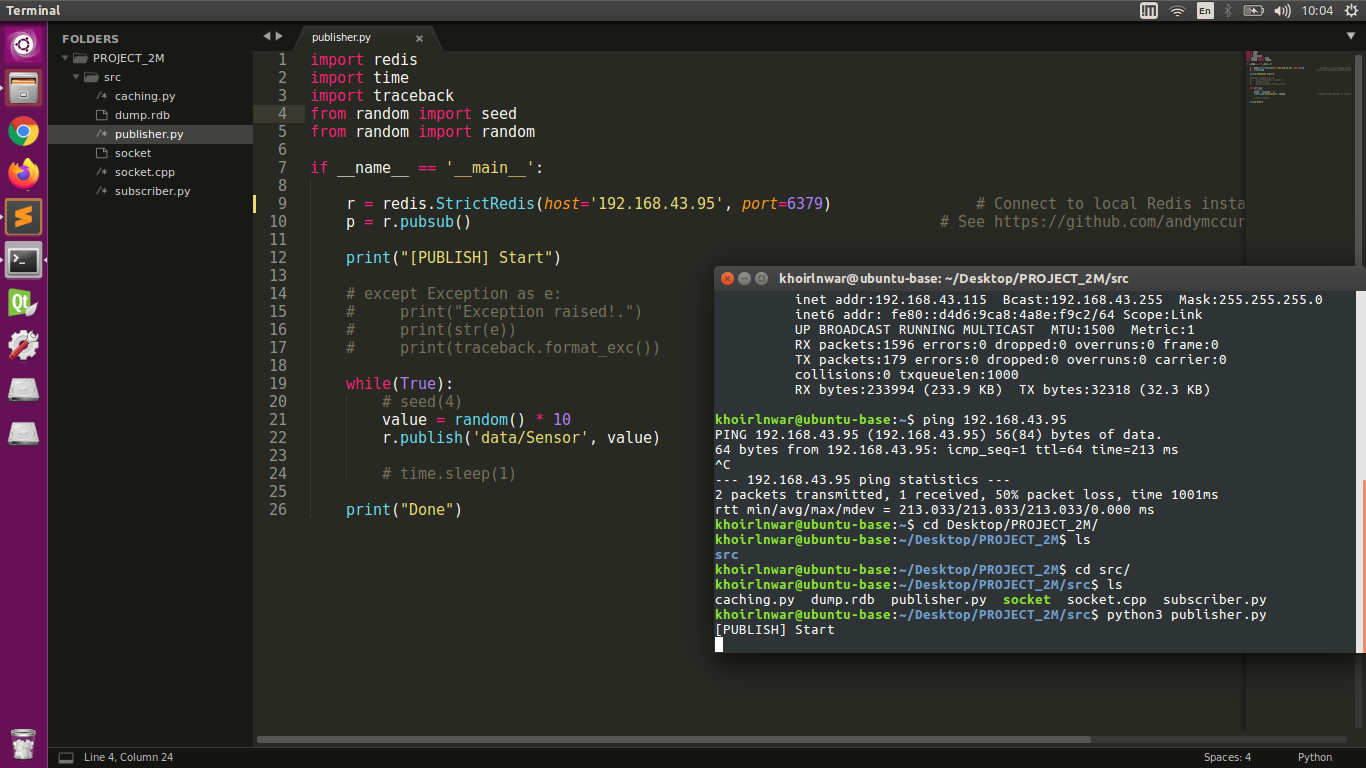 Terminal
En
10:04
FOLDERS
PROJECT_2M
src
caching.py
dump.rdb
publisher.py
socket
socket.cpp
subscriber.py
publisher.py ×
1 import redis
2 import time
3 import traceback
4 from random import seed
5 from random import random
6
7 if __name__ == '__main__':
8
9 r = redis.StrictRedis(host='192.168.43.95', port=6379) # Connect to local Redis insta
10 p = r.pubsub() # See https://github.com/andymccur
11
12 print("[PUBLISH] Start")
13
14 # except Exception as e:
15 # print("Exception raised!.")
16 # print(str(e))
17 # print(traceback.format_exc())
18
19 while(True):
20 # seed(4)
21 value = random() * 10
22 r.publish('data/Sensor', value)
23
24 # time.sleep(1)
25
26 print("Done")
khoirlnwar@ubuntu-base: ~/Desktop/PROJECT_2M/src
inet addr:192.168.43.115 Bcast:192.168.43.255 Mask:255.255.255.0
inet6 addr: fe80::d4d6:9ca8:4a8e:f9c2/64 Scope:Link
UP BROADCAST RUNNING MULTICAST MTU:1500 Metric:1
RX packets:1596 errors:0 dropped:0 overruns:0 frame:0
TX packets:179 errors:0 dropped:0 overruns:0 carrier:0
collisions:0 txqueuelen:1000
RX bytes:233994 (233.9 KB) TX bytes:32318 (32.3 KB)
khoirlnwar@ubuntu-base:~$ ping 192.168.43.95
PING 192.168.43.95 (192.168.43.95) 56(84) bytes of data.
64 bytes from 192.168.43.95: icmp_seq=1 ttl=64 time=213 ms
^C
--- 192.168.43.95 ping statistics ---
2 packets transmitted, 1 received, 50% packet loss, time 1001ms
rtt min/avg/max/mdev = 213.033/213.033/213.033/0.000 ms
khoirlnwar@ubuntu-base:~$ cd Desktop/PROJECT_2M/
khoirlnwar@ubuntu-base:~/Desktop/PROJECT_2M$ ls
src
khoirlnwar@ubuntu-base:~/Desktop/PROJECT_2M$ cd src/
khoirlnwar@ubuntu-base:~/Desktop/PROJECT_2M/src$ ls
caching.py dump.rdb publisher.py socket socket.cpp subscriber.py
khoirlnwar@ubuntu-base:~/Desktop/PROJECT_2M/src$ python3 publisher.py
[PUBLISH] Start
Line 4, Column 24
Spaces: 4
Python